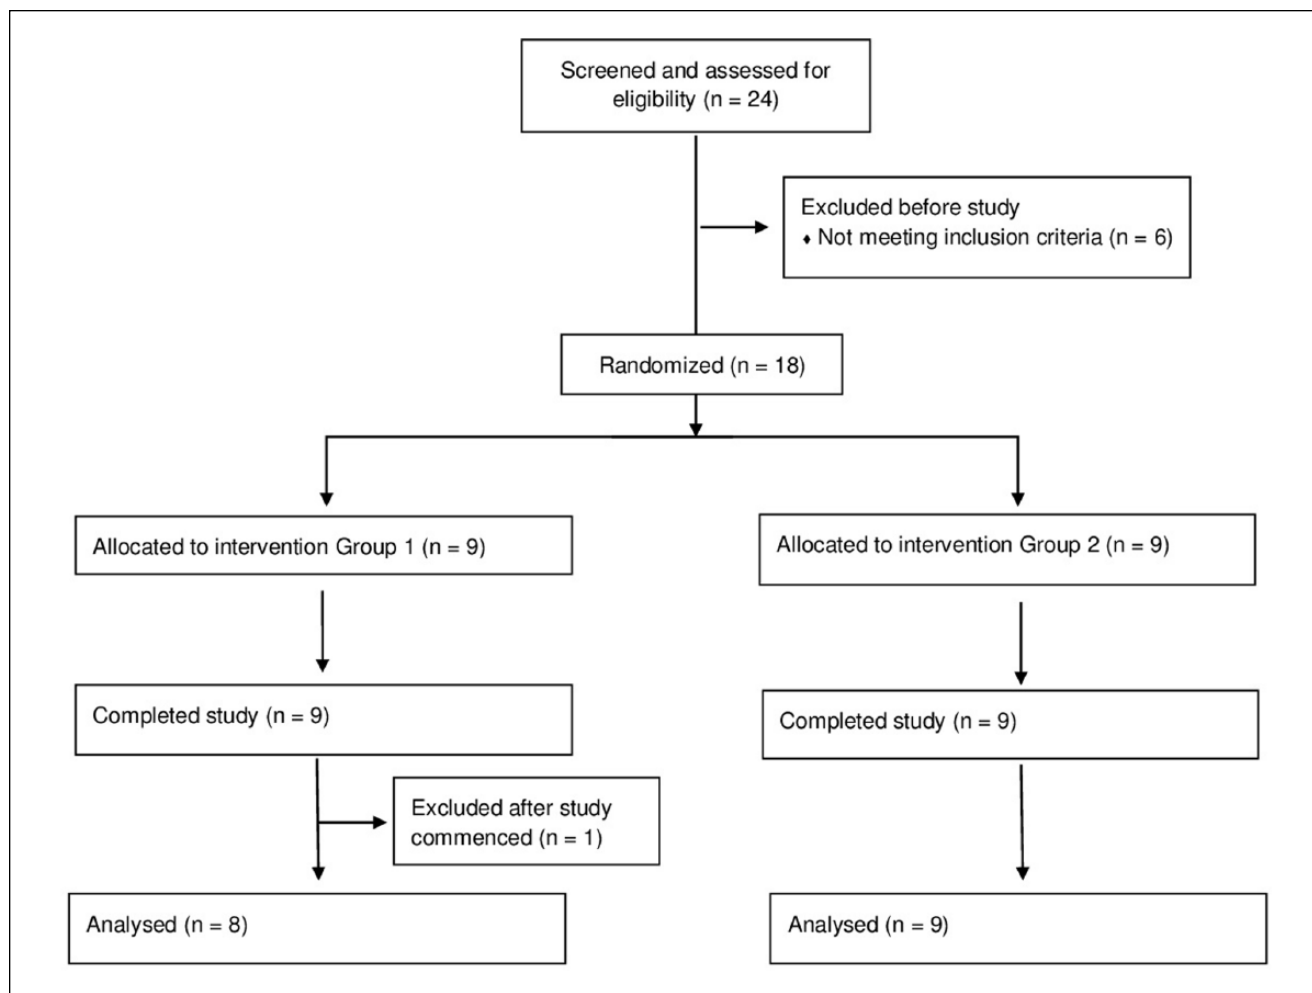 Screened and assessed for
eligibility (n = 24)
Excluded before study
♦ Not meeting inclusion criteria (n = 6)
Randomized (n = 18)
Allocated to intervention Group 1 (n = 9)
Allocated to intervention Group 2 (n = 9)
Completed study (n = 9)
Completed study (n = 9)
Excluded after study
commenced (n = 1)
Analysed (n = 8)
Analysed (n = 9)